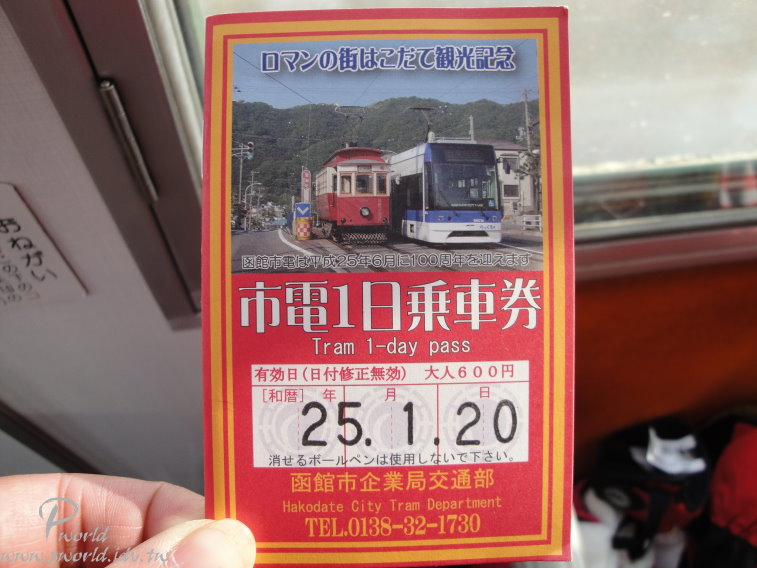 ロマンの街はこだて観光記念
函館市電は平成25年6月に100周年を迎えます
市電1日乗車券
Tram 1-day pass
有効日(日付修正無効) 大人600円
[和暦] 年 月 日
25. 1. 20
消せるボールペンは使用しないで下さい。
函館市企業局交通部
Hakodate City Tram Department
TEL.0138-32-1730
おねがい
P world
www.pworld.idv.tw